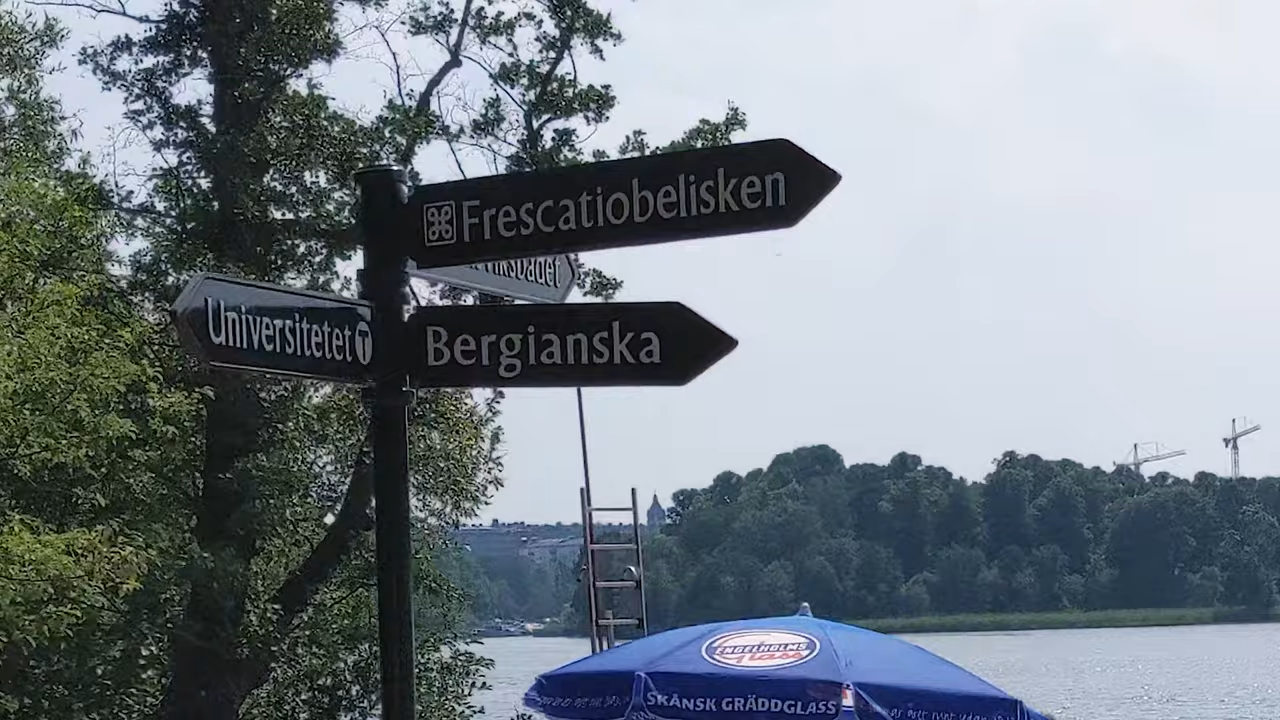 Frescatiobelisken
Universitetet T
Bergianska
ENGELHOLMS
Glass
SKÅNSK GRÄDDGLASS